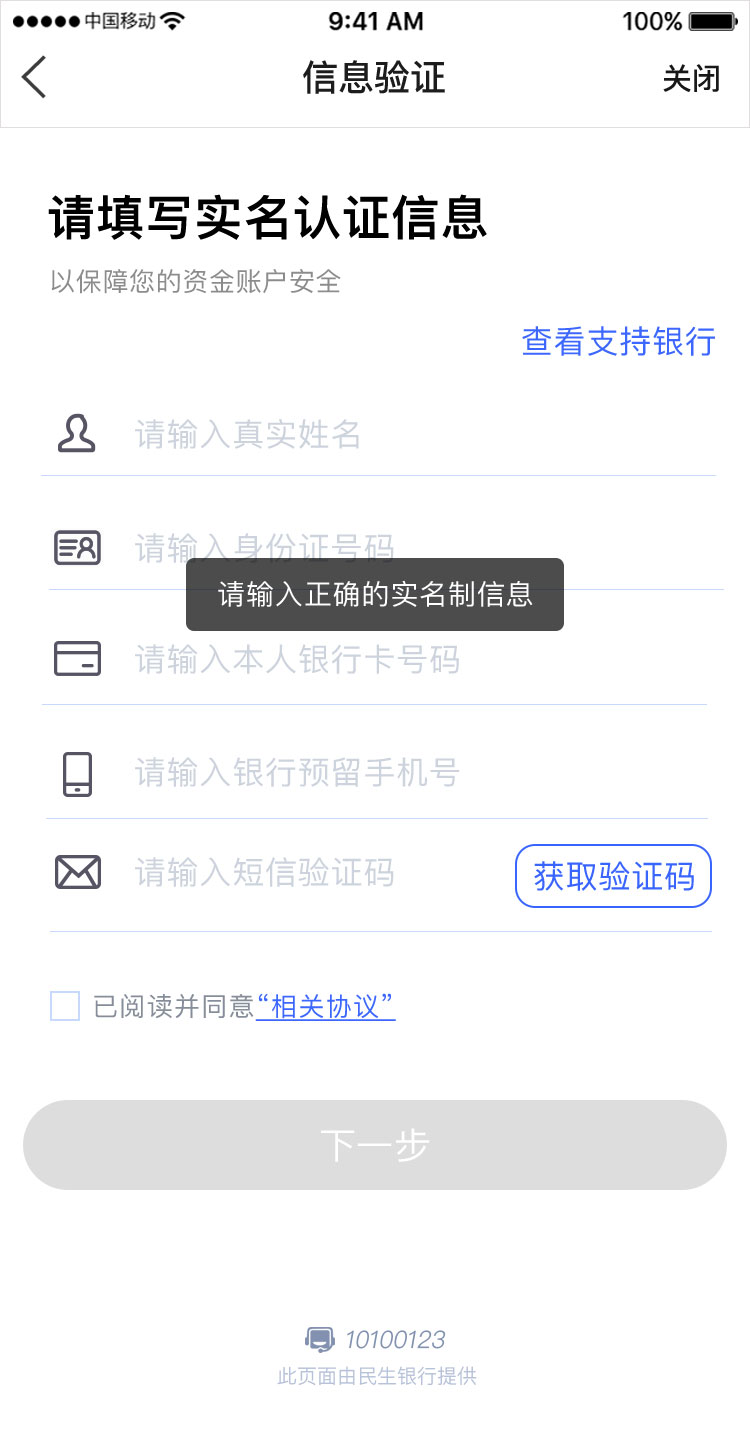 中国移动 9:41 AM 100%
信息验证 关闭
请填写实名认证信息
以保障您的资金账户安全
查看支持银行
请输入真实姓名
请输入身份证号码
请输入正确的实名制信息
请输入本人银行卡号码
请输入银行预留手机号
请输入短信验证码 获取验证码
已阅读并同意“相关协议”
下一步
10100123
此页面由民生银行提供